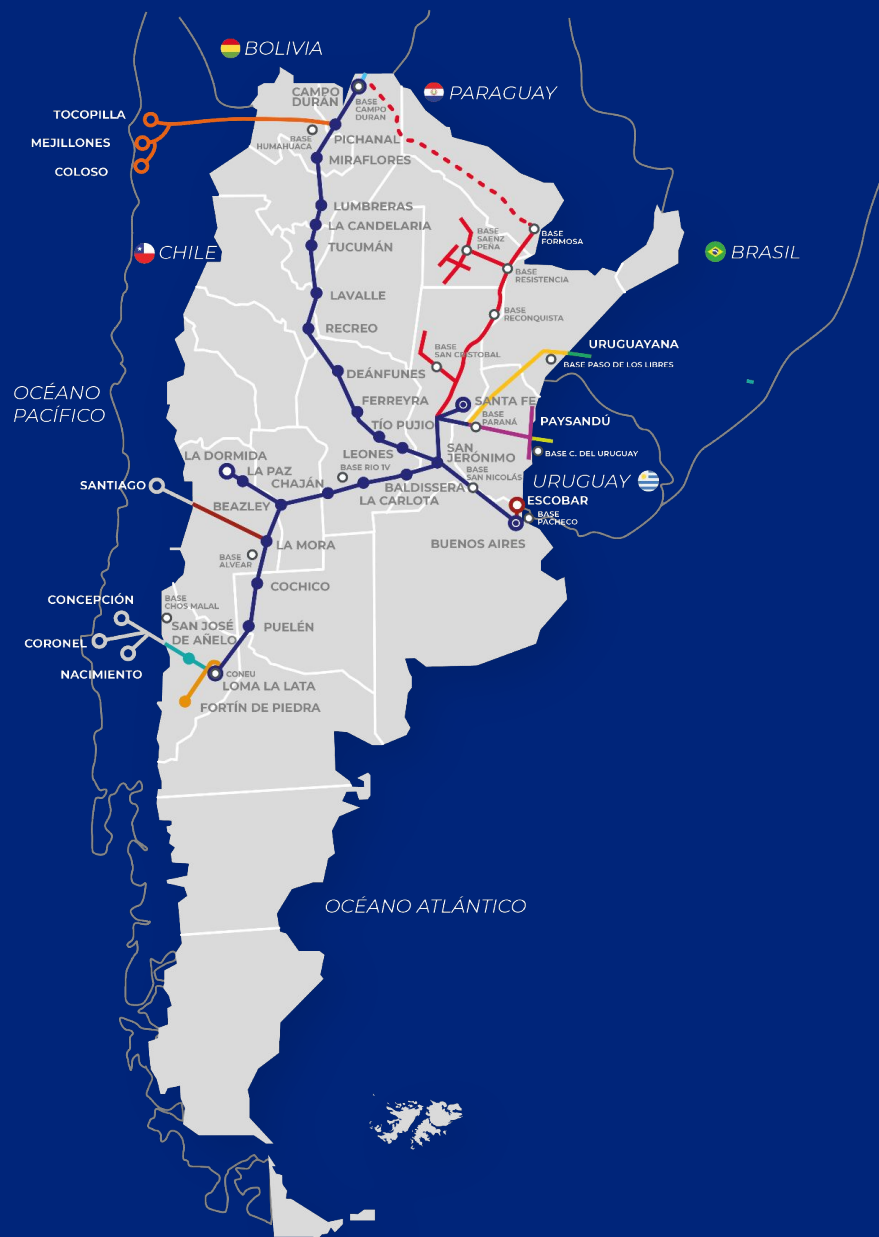 BOLIVIA
CAMPO
DURÁN
BASE
CAMPO
DURAN
PARAGUAY
TOCOPILLA
MEJILLONES
COLOSO
BASE
HUMAHUACA
PICHANAL
MIRAFLORES
LUMBRERAS
LA CANDELARIA
TUCUMÁN
BASE
SAENZ
PEÑA
BASE
FORMOSA
CHILE
BRASIL
BASE
RESISTENCIA
LAVALLE
BASE
RECONQUISTA
RECREO
BASE
SAN CRISTOBAL
URUGUAYANA
BASE PASO DE LOS LIBRES
DEÁNFUNES
OCÉANO
PACÍFICO
FERREYRA
SANTA FE
TÍO PUJIO
BASE
PARANÁ
PAYSANDÚ
LEONES
SAN
JERÓNIMO
BASE C. DEL URUGUAY
LA DORMIDA
LA PAZ
BASE RIO 1V
BASE
SAN NICOLÁS
CHAJÁN
BALDISSERA
URUGUAY
SANTIAGO
LA CARLOTA
ESCOBAR
BEAZLEY
BASE
PACHECO
BUENOS AIRES
LA MORA
BASE
ALVEAR
COCHICO
CONCEPCIÓN
BASE
CHOS MALAL
SAN JOSÉ
DE AÑELO
PUELÉN
CORONEL
NACIMIENTO
CONEU
LOMA LA LATA
FORTÍN DE PIEDRA
OCÉANO ATLÁNTICO